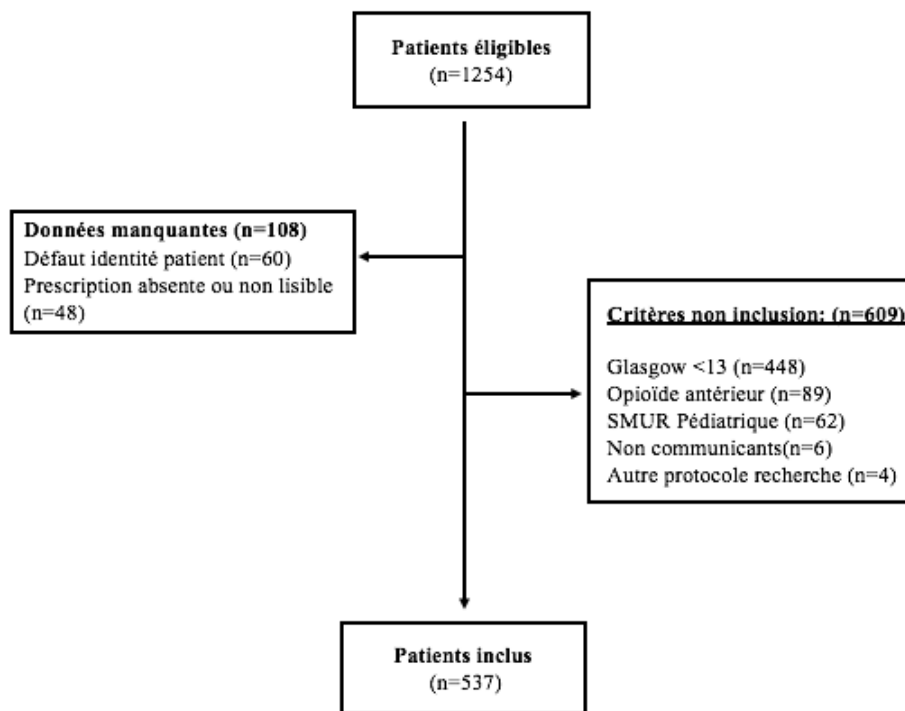 Patients éligibles
(n=1254)
Données manquantes (n=108)
Défaut identité patient (n=60)
Prescription absente ou non lisible
(n=48)
Critères non inclusion: (n=609)
Glasgow <13 (n=448)
Opioïde antérieur (n=89)
SMUR Pédiatrique (n=62)
Non communicants(n=6)
Autre protocole recherche (n=4)
Patients inclus
(n=537)